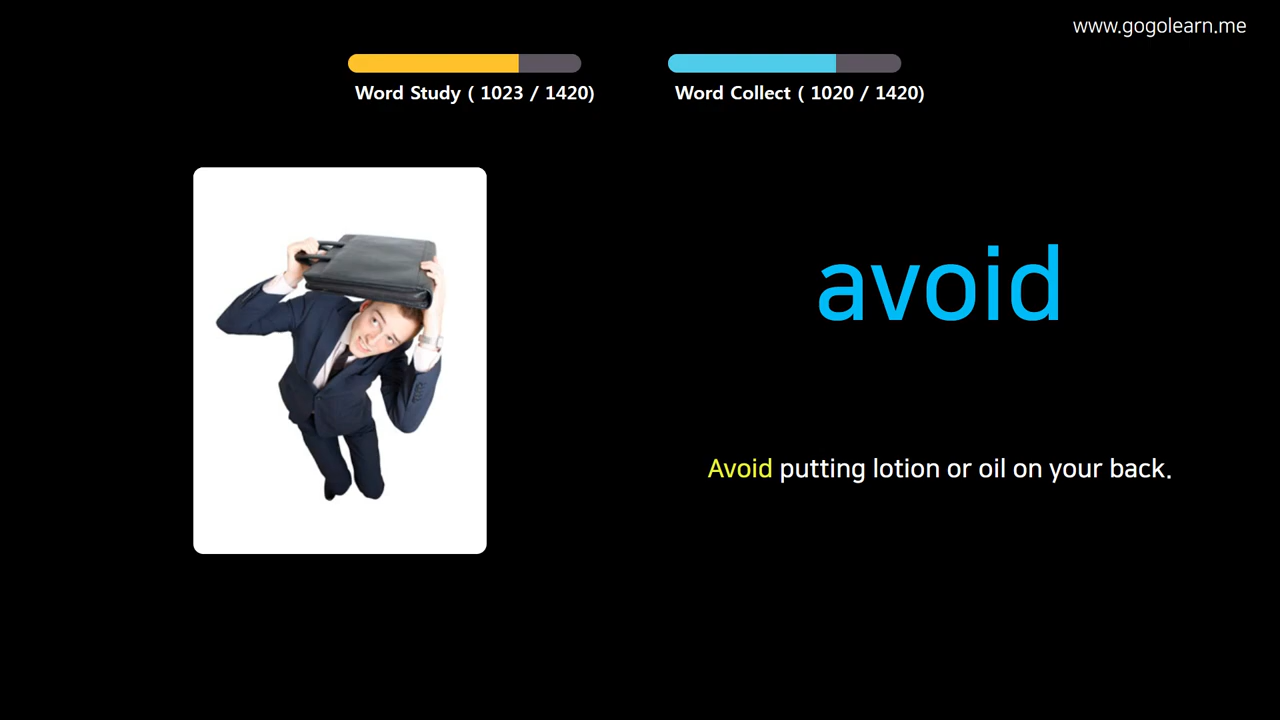 www.gogolearn.me
Word Study ( 1023 / 1420)
Word Collect ( 1020 / 1420)
avoid
Avoid putting lotion or oil on your back.